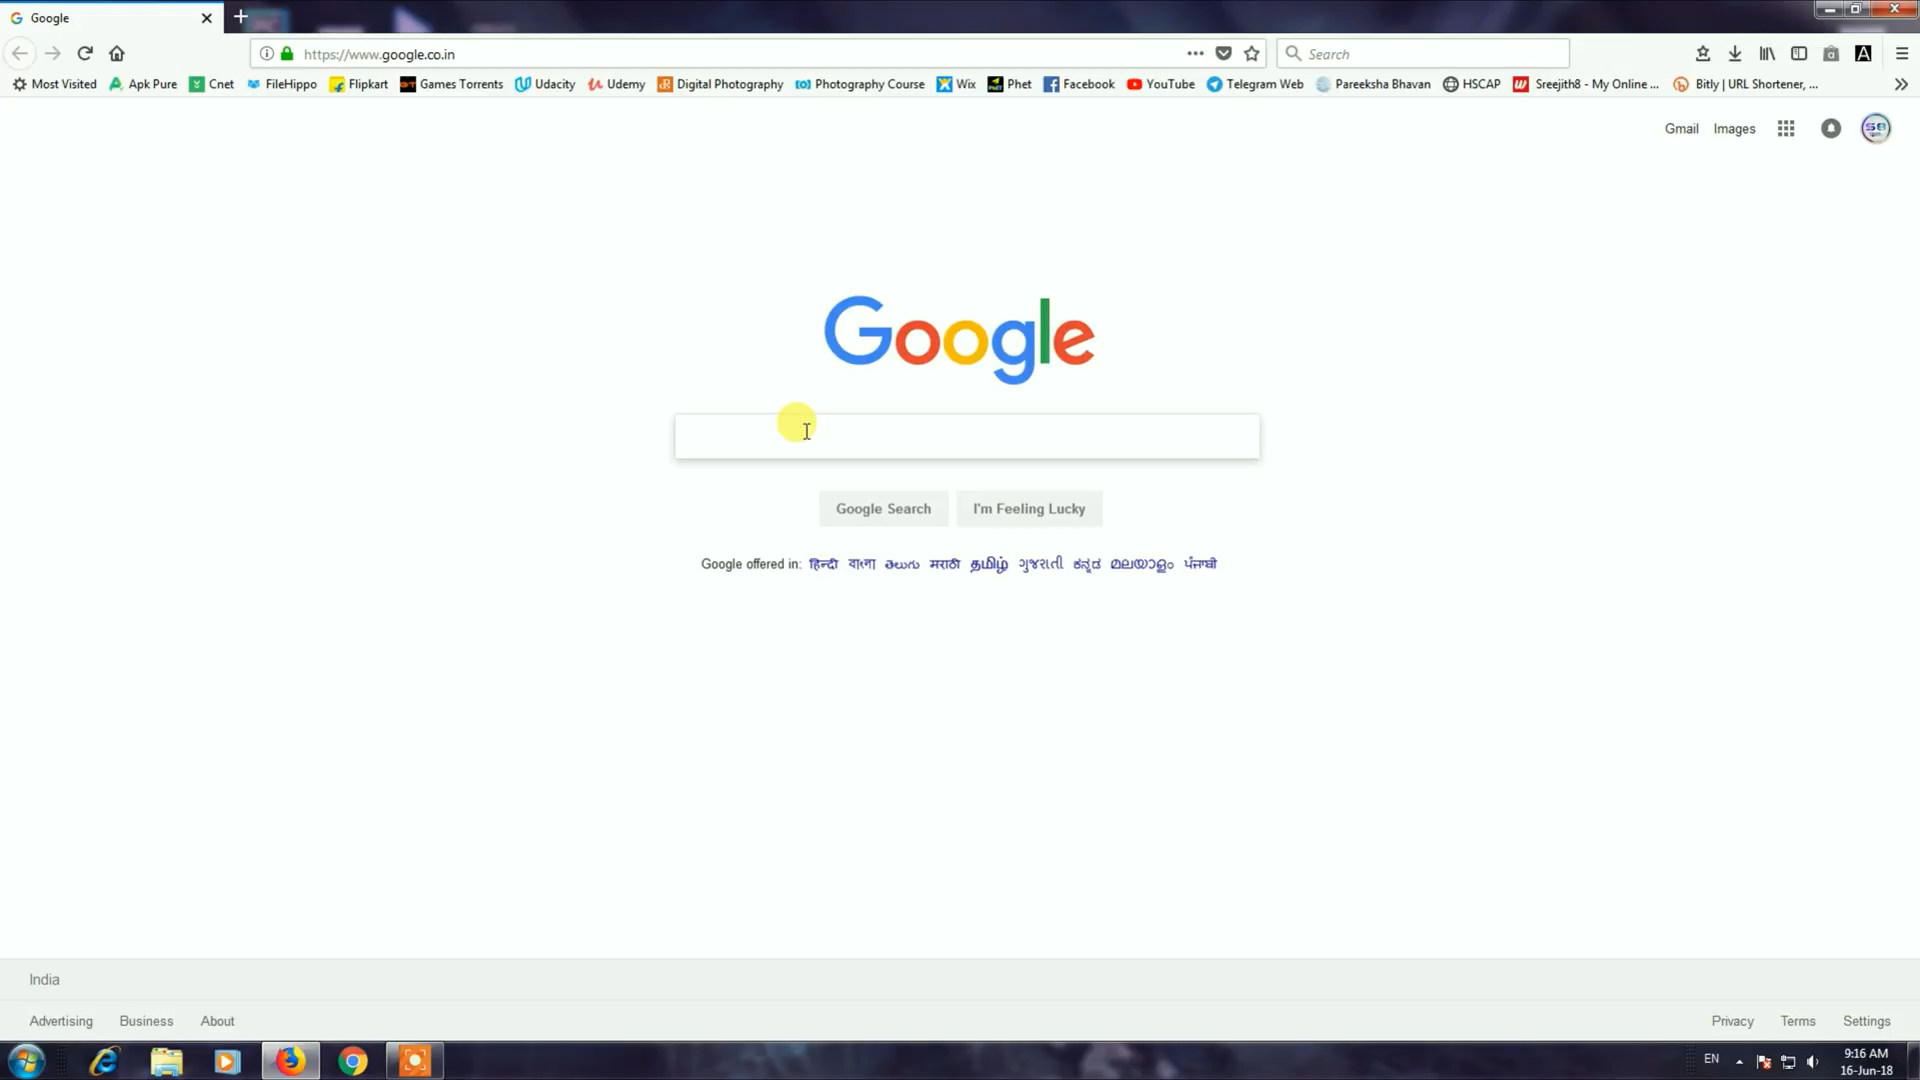 Google
https://www.google.co.in
Search
Most Visited Apk Pure Cnet FileHippo Flipkart Games Torrents Udacity Udemy Digital Photography Photography Course Wix Phet Facebook YouTube Telegram Web Pareeksha Bhavan HSCAP Sreejith8 - My Online ... Bitly | URL Shortener, ...
Gmail Images
Google
Google Search I'm Feeling Lucky
Google offered in: हिन्दी বাংলা తెలుగు मराठी தமிழ் ગુજરાતી ಕನ್ನಡ മലയാളം ਪੰਜਾਬੀ
India
Advertising Business About Privacy Terms Settings
EN 9:16 AM
16-Jun-18